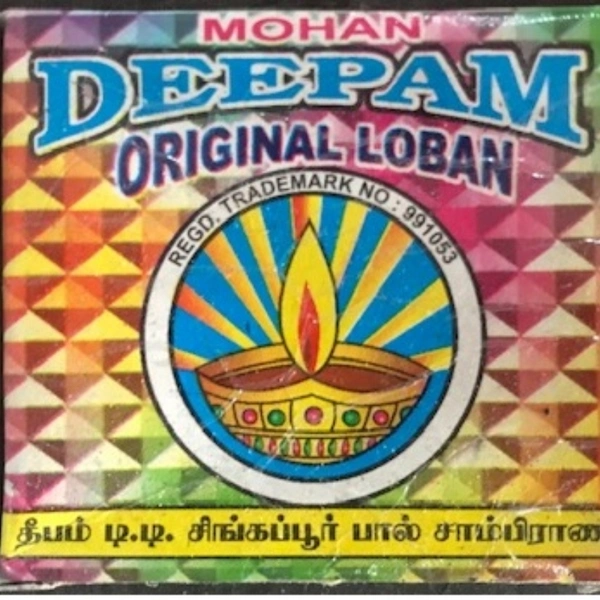 MOHAN
DEEPAM
ORIGINAL LOBAN
REGD. TRADEMARK NO : 991053
தீபம் டி.டி. சிங்கப்பூர் பால் சாம்பிராண